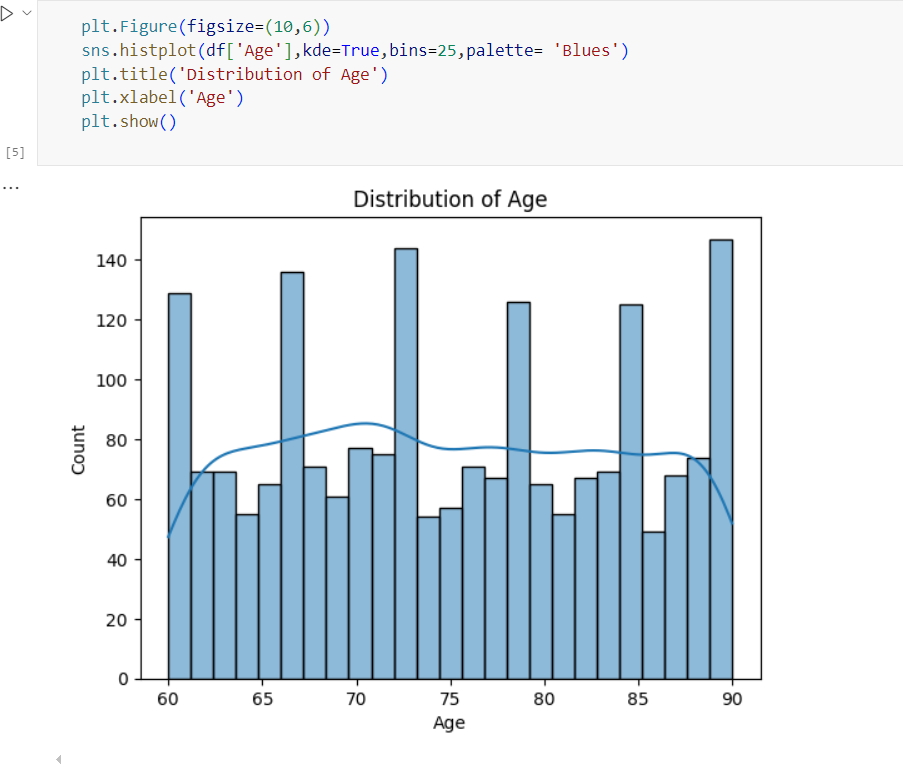 plt.Figure(figsize=(10,6))
sns.histplot(df['Age'],kde=True,bins=25,palette= 'Blues')
plt.title('Distribution of Age')
plt.xlabel('Age')
plt.show()
[5]
...
Distribution of Age
140
120
100
80
60
40
20
0
Count
60 65 70 75 80 85 90
Age